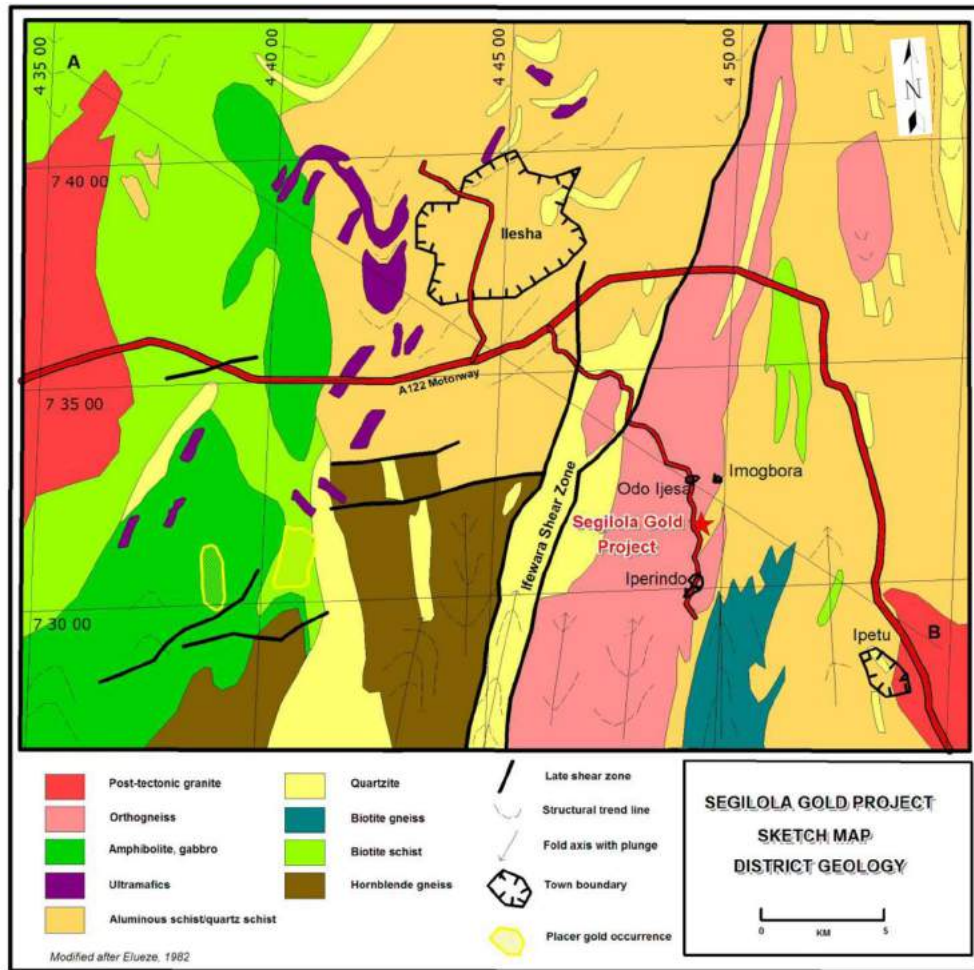 4 35 00
A
4 40 00
4 45 00
4 50 00
N
7 40 00
Ilesha
A122 Motorway
7 35 00
Imogbora
Odo Ijesa
Segilola Gold
Project
Ifewara Shear Zone
Iperindo
7 30 00
Ipetu
B
Post-tectonic granite
Orthogneiss
Amphibolite, gabbro
Ultramafics
Aluminous schist/quartz schist
Quartzite
Biotite gneiss
Biotite schist
Hornblende gneiss
Late shear zone
Structural trend line
Fold axis with plunge
Town boundary
Placer gold occurrence
SEGILOLA GOLD PROJECT
SKETCH MAP
DISTRICT GEOLOGY
0 5
KM
Modified after Elueze, 1982